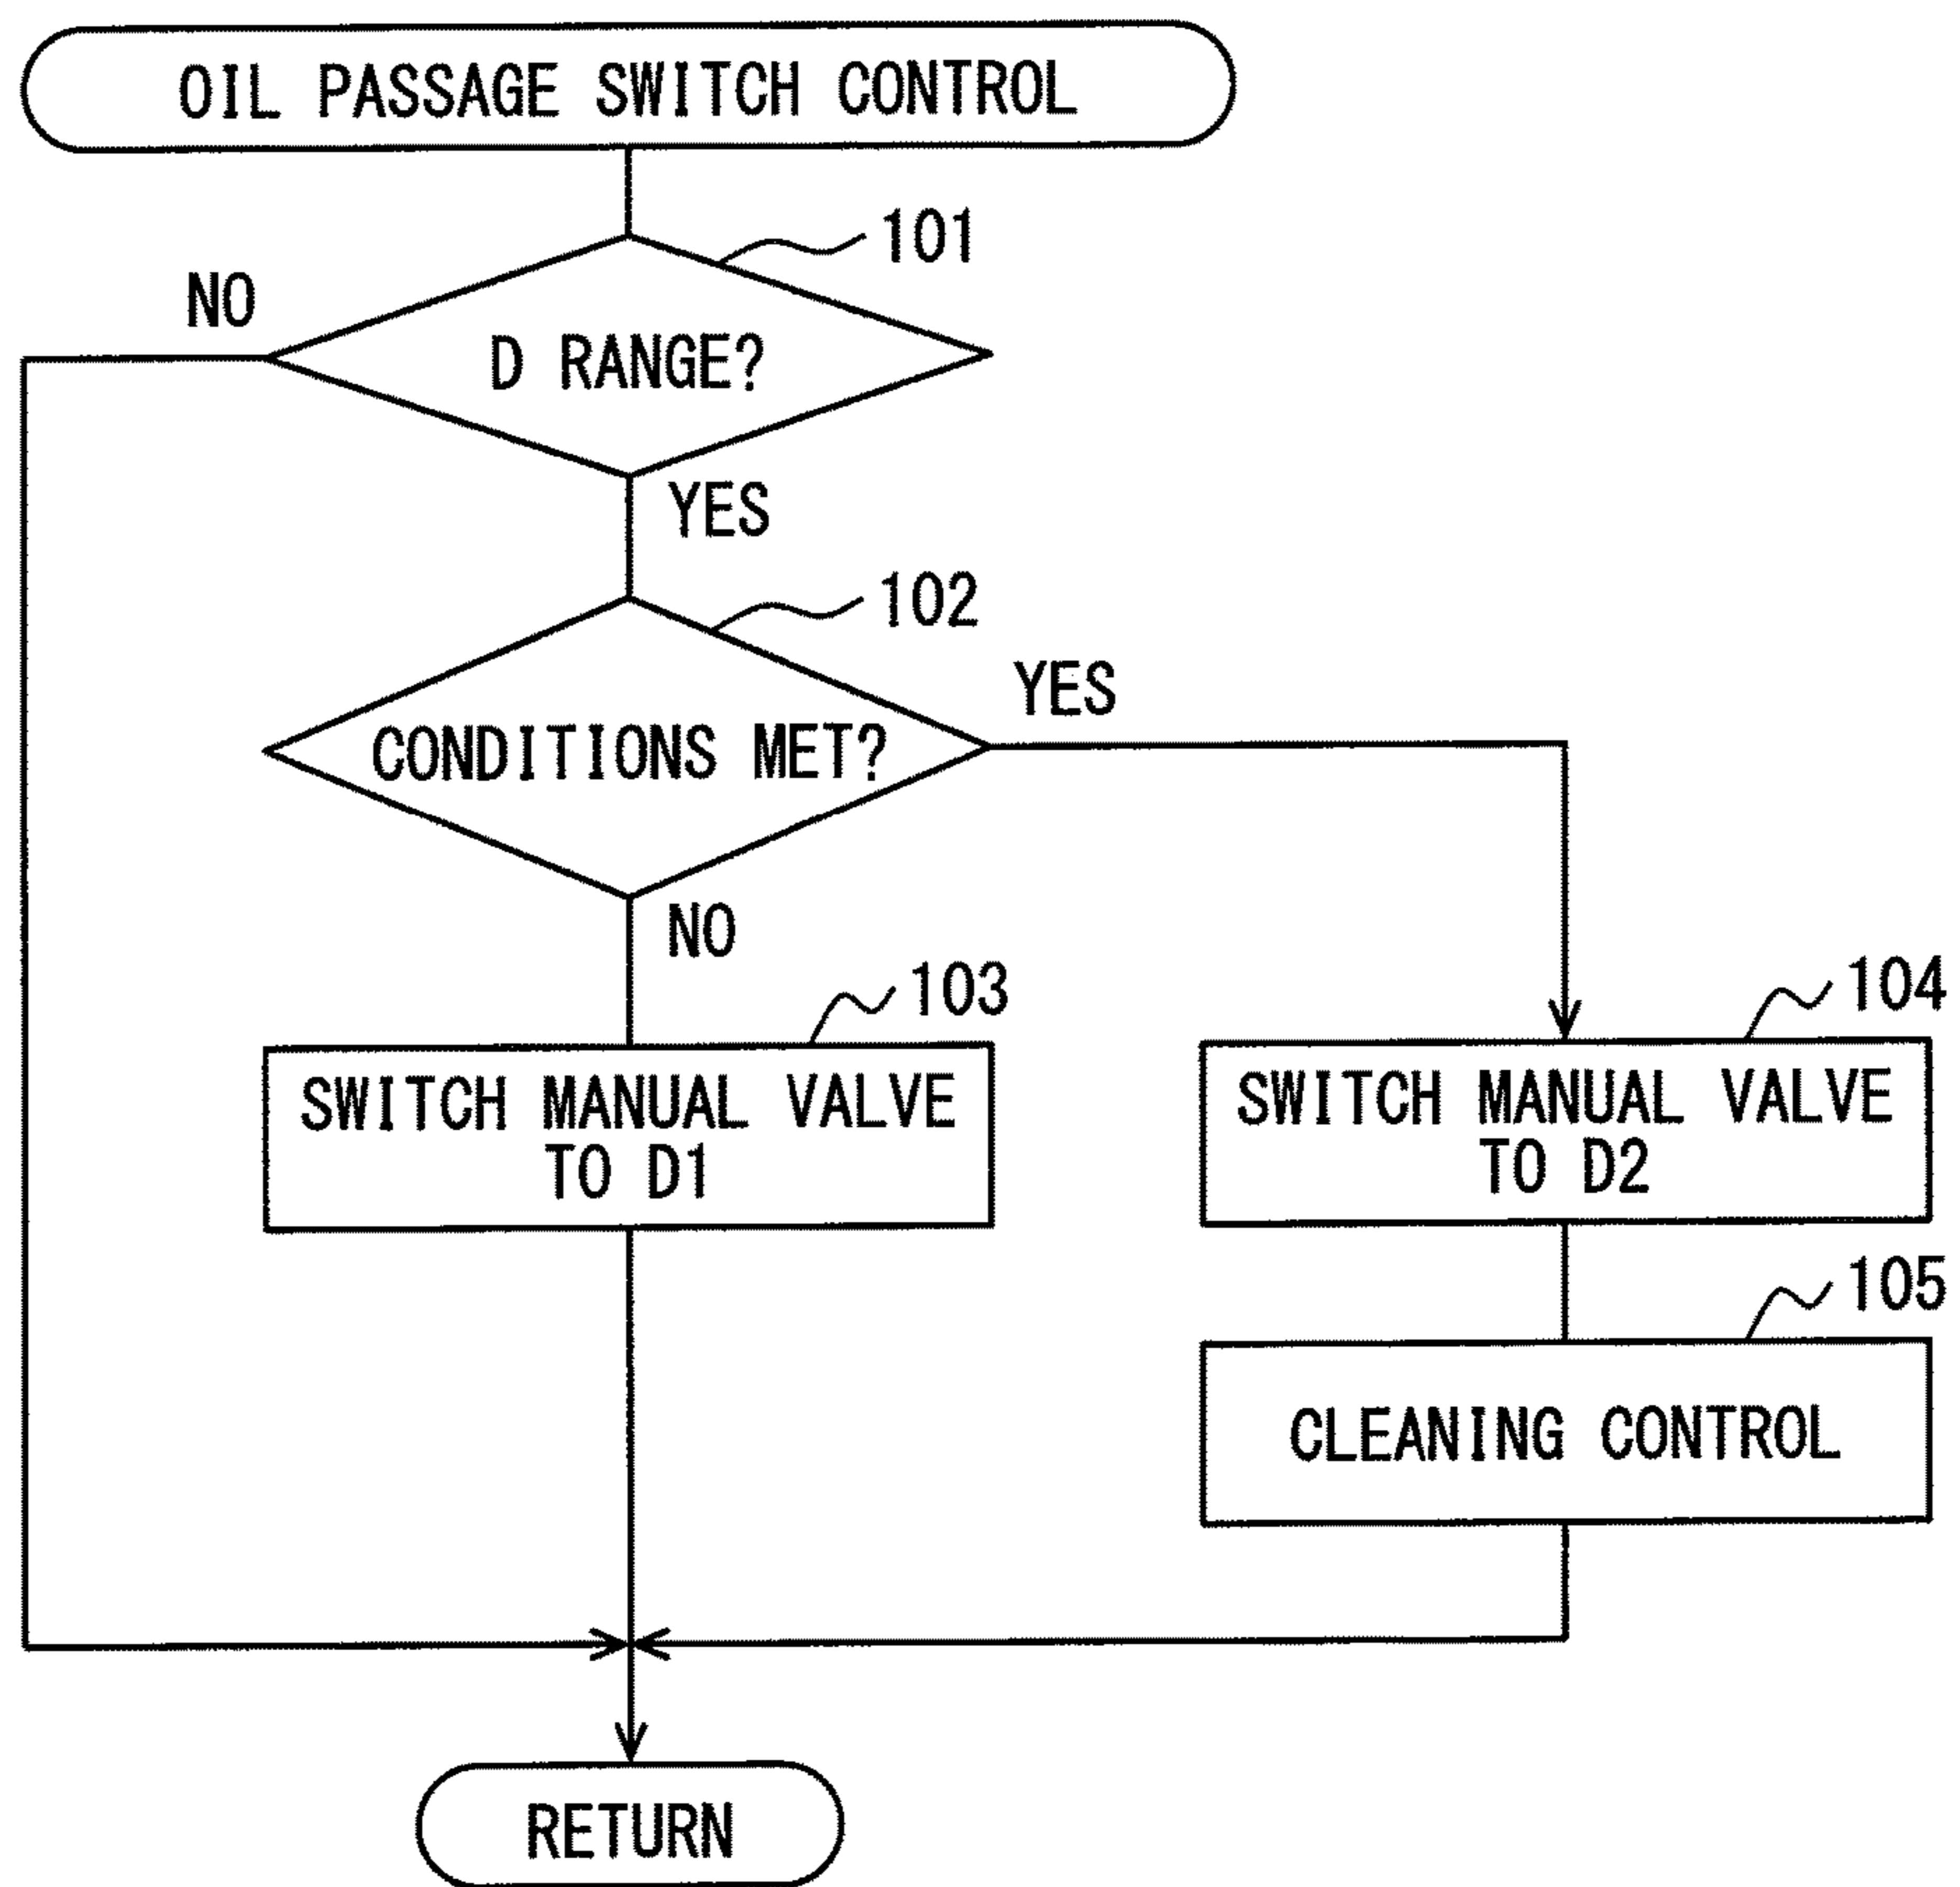 OIL PASSAGE SWITCH CONTROL
101
NO
D RANGE?
YES
102
YES
CONDITIONS MET?
NO
103
104
SWITCH MANUAL VALVE
TO D1
SWITCH MANUAL VALVE
TO D2
105
CLEANING CONTROL
RETURN